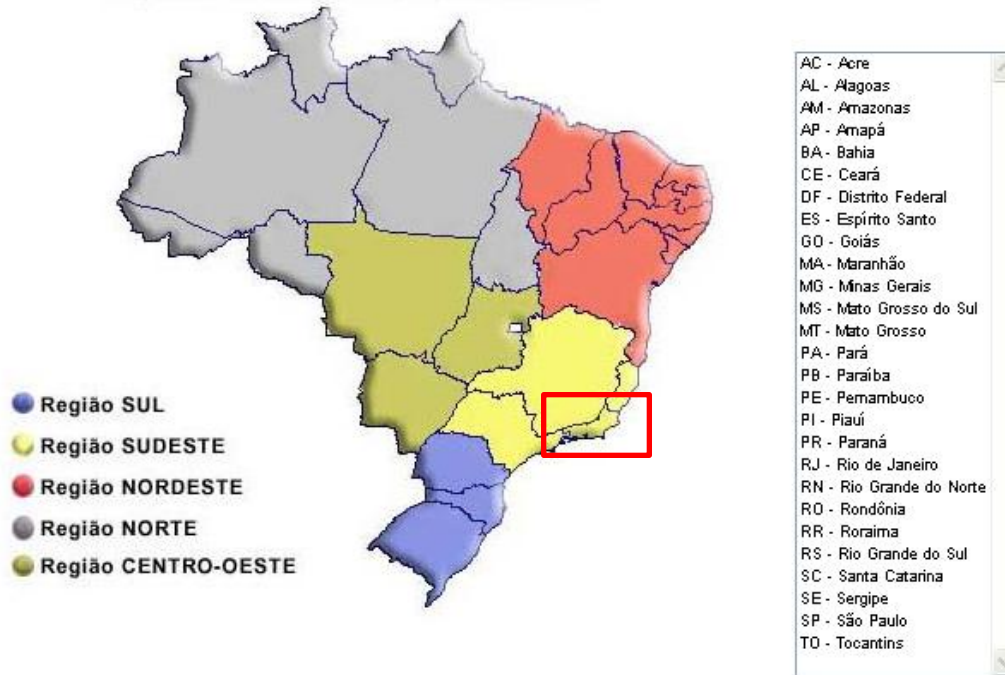 Região SUL
Região SUDESTE
Região NORDESTE
Região NORTE
Região CENTRO-OESTE
AC - Acre
AL - Alagoas
AM - Amazonas
AP - Amapá
BA - Bahia
CE - Ceará
DF - Distrito Federal
ES - Espírito Santo
GO - Goiás
MA - Maranhão
MG - Minas Gerais
MS - Mato Grosso do Sul
MT - Mato Grosso
PA - Pará
PB - Paraíba
PE - Pernambuco
PI - Piauí
PR - Paraná
RJ - Rio de Janeiro
RN - Rio Grande do Norte
RO - Rondônia
RR - Roraima
RS - Rio Grande do Sul
SC - Santa Catarina
SE - Sergipe
SP - São Paulo
TO - Tocantins